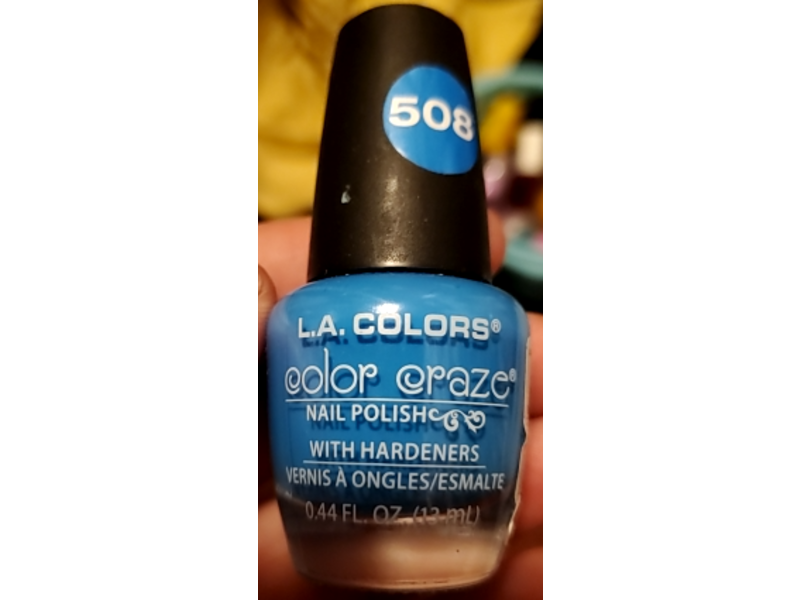 508
L.A. COLORS®
color craze®
NAIL POLISH
WITH HARDENERS
VERNIS À ONGLES/ESMALTE
0.44 FL. OZ. (13 mL)